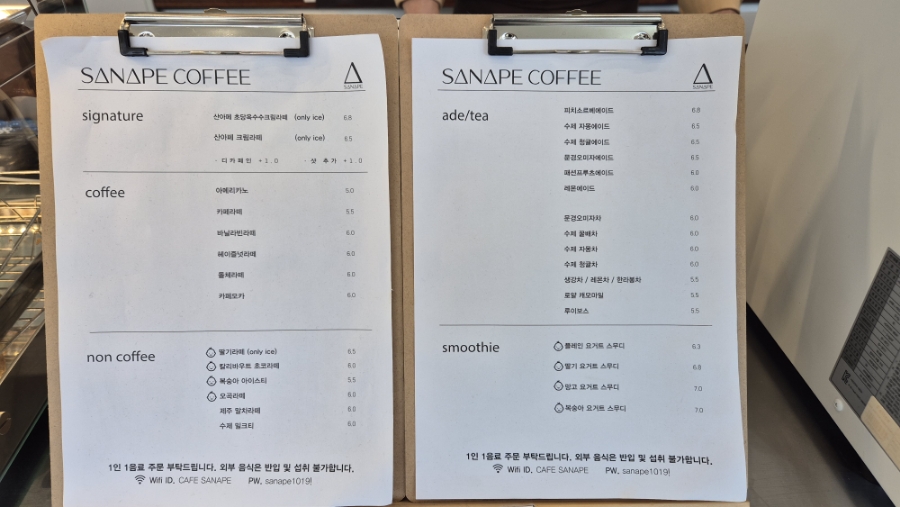 SANAPE COFFEE
SANAPE
signature
산아페 초당옥수수크림라떼 (only ice) 6.8
산아페 크림라떼 (only ice) 6.5
· 디카페인 +1.0 · 샷 추가 +1.0
coffee
아메리카노 5.0
카페라떼 5.5
바닐라빈라떼 6.0
헤이즐넛라떼 6.0
돌체라떼 6.0
카페모카 6.0
non coffee
딸기라떼 (only ice) 6.5
칼리바우트 초코라떼 6.0
복숭아 아이스티 5.5
오곡라떼 6.0
제주 말차라떼 6.0
수제 밀크티 6.0
1인 1음료 주문 부탁드립니다. 외부 음식은 반입 및 섭취 불가합니다.
Wifi ID. CAFE SANAPE PW. sanape1019!
SANAPE COFFEE
SANAPE
ade/tea
피치소르베에이드 6.8
수제 자몽에이드 6.5
수제 청귤에이드 6.5
문경오미자에이드 6.5
패션프루츠에이드 6.0
레몬에이드 6.0
문경오미자차 6.0
수제 꿀배차 6.0
수제 자몽차 6.0
수제 청귤차 6.0
생강차 / 레몬차 / 한라봉차 5.5
로얄 캐모마일 5.5
루이보스 5.5
smoothie
플레인 요거트 스무디 6.3
딸기 요거트 스무디 6.8
망고 요거트 스무디 7.0
복숭아 요거트 스무디 7.0
1인 1음료 주문 부탁드립니다. 외부 음식은 반입 및 섭취 불가합니다.
Wifi ID. CAFE SANAPE PW. sanape1019!